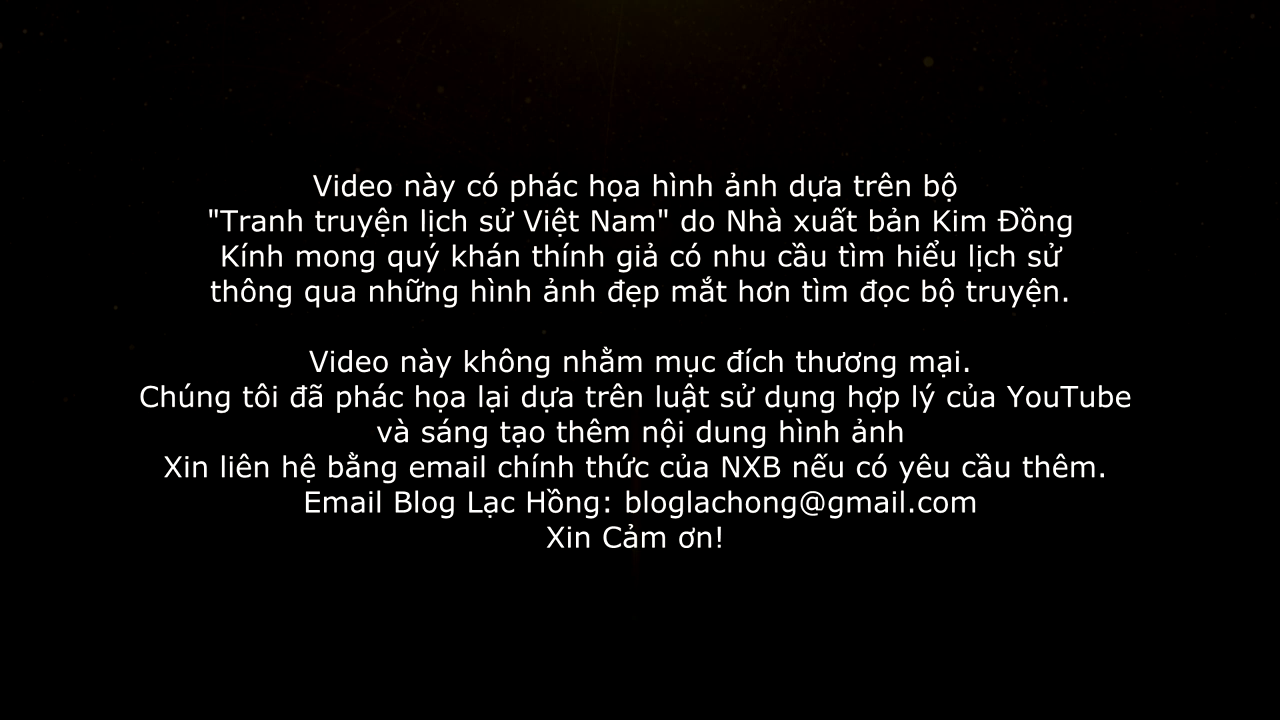 Video này có phác họa hình ảnh dựa trên bộ
"Tranh truyện lịch sử Việt Nam" do Nhà xuất bản Kim Đồng
Kính mong quý khán thính giả có nhu cầu tìm hiểu lịch sử
thông qua những hình ảnh đẹp mắt hơn tìm đọc bộ truyện.
Video này không nhằm mục đích thương mại.
Chúng tôi đã phác họa lại dựa trên luật sử dụng hợp lý của YouTube
và sáng tạo thêm nội dung hình ảnh
Xin liên hệ bằng email chính thức của NXB nếu có yêu cầu thêm.
Email Blog Lạc Hồng: bloglachong@gmail.com
Xin Cảm ơn!